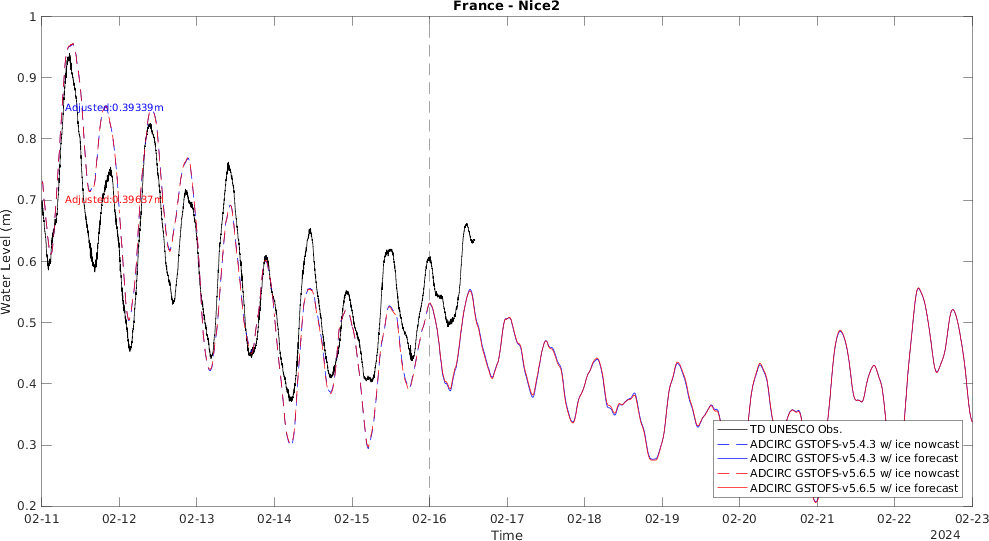 France - Nice2
1
0.9
0.8
0.7
0.6
0.5
0.4
0.3
0.2
Water Level (m)
Adjusted:0.39339m
Adjusted:0.39637m
TD UNESCO Obs.
ADCIRC GSTOFS-v5.4.3 w/ ice nowcast
ADCIRC GSTOFS-v5.4.3 w/ ice forecast
ADCIRC GSTOFS-v5.6.5 w/ ice nowcast
ADCIRC GSTOFS-v5.6.5 w/ ice forecast
02-11 02-12 02-13 02-14 02-15 02-16 02-17 02-18 02-19 02-20 02-21 02-22 02-23
Time
2024